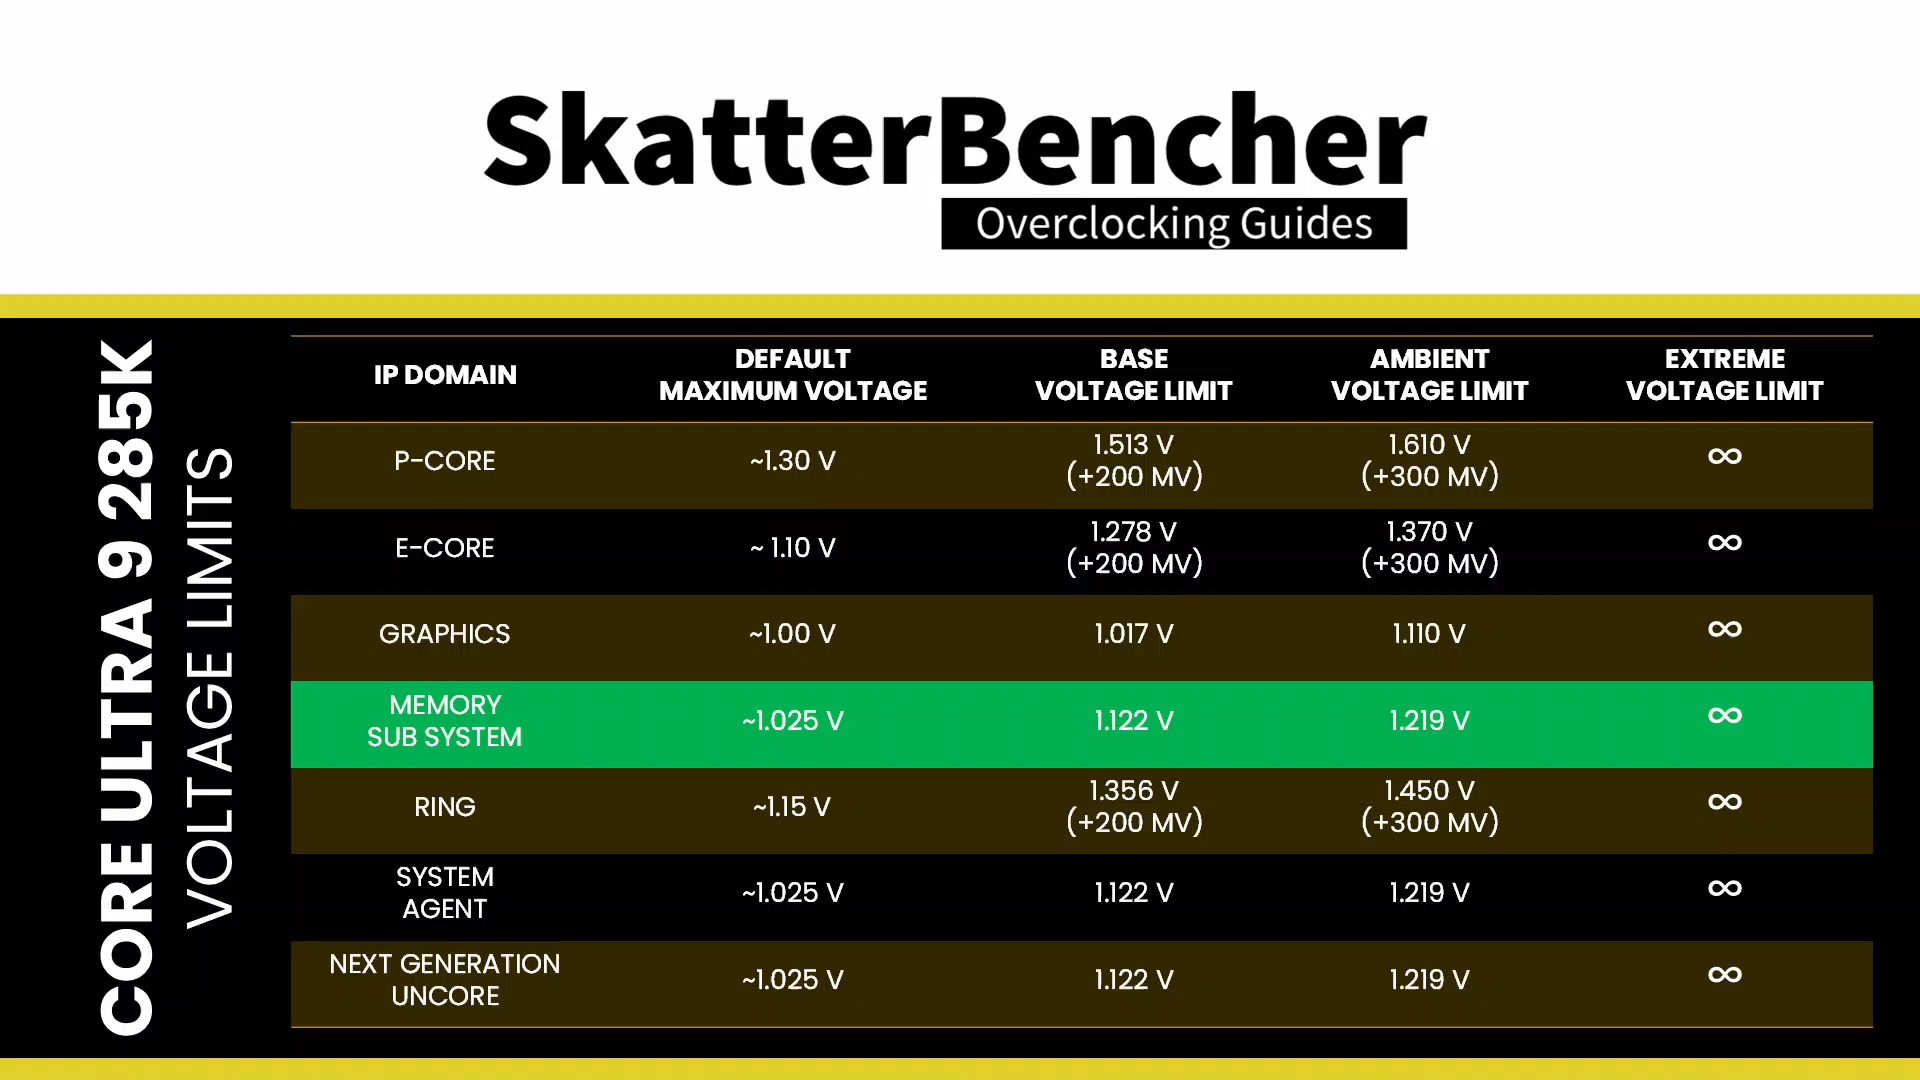 SkatterBencher
Overclocking Guides
CORE ULTRA 9 285K
VOLTAGE LIMITS
IP DOMAIN
DEFAULT
MAXIMUM VOLTAGE
BASE
VOLTAGE LIMIT
AMBIENT
VOLTAGE LIMIT
EXTREME
VOLTAGE LIMIT
P-CORE
~1.30 V
1.513 V
(+200 MV)
1.610 V
(+300 MV)
∞
E-CORE
~ 1.10 V
1.278 V
(+200 MV)
1.370 V
(+300 MV)
∞
GRAPHICS
~1.00 V
1.017 V
1.110 V
∞
MEMORY
SUB SYSTEM
~1.025 V
1.122 V
1.219 V
∞
RING
~1.15 V
1.356 V
(+200 MV)
1.450 V
(+300 MV)
∞
SYSTEM
AGENT
~1.025 V
1.122 V
1.219 V
∞
NEXT GENERATION
UNCORE
~1.025 V
1.122 V
1.219 V
∞